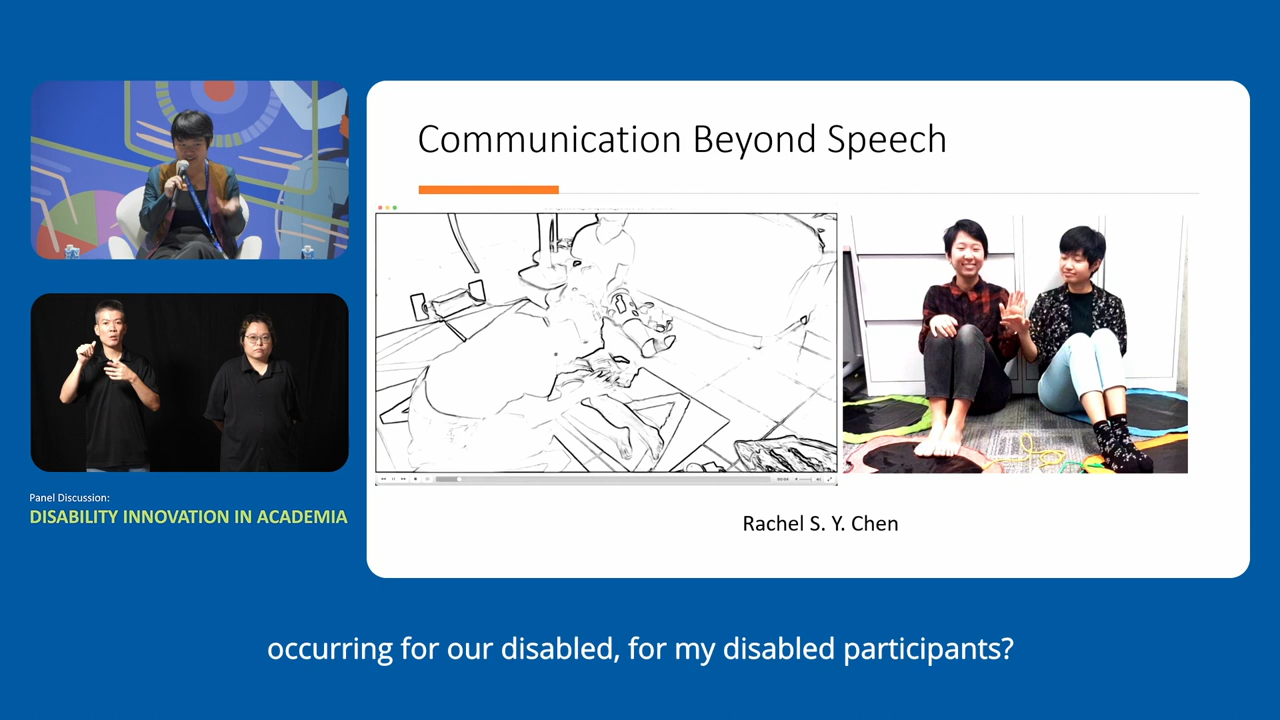 Communication Beyond Speech
Rachel S. Y. Chen
Panel Discussion:
DISABILITY INNOVATION IN ACADEMIA
occurring for our disabled, for my disabled participants?